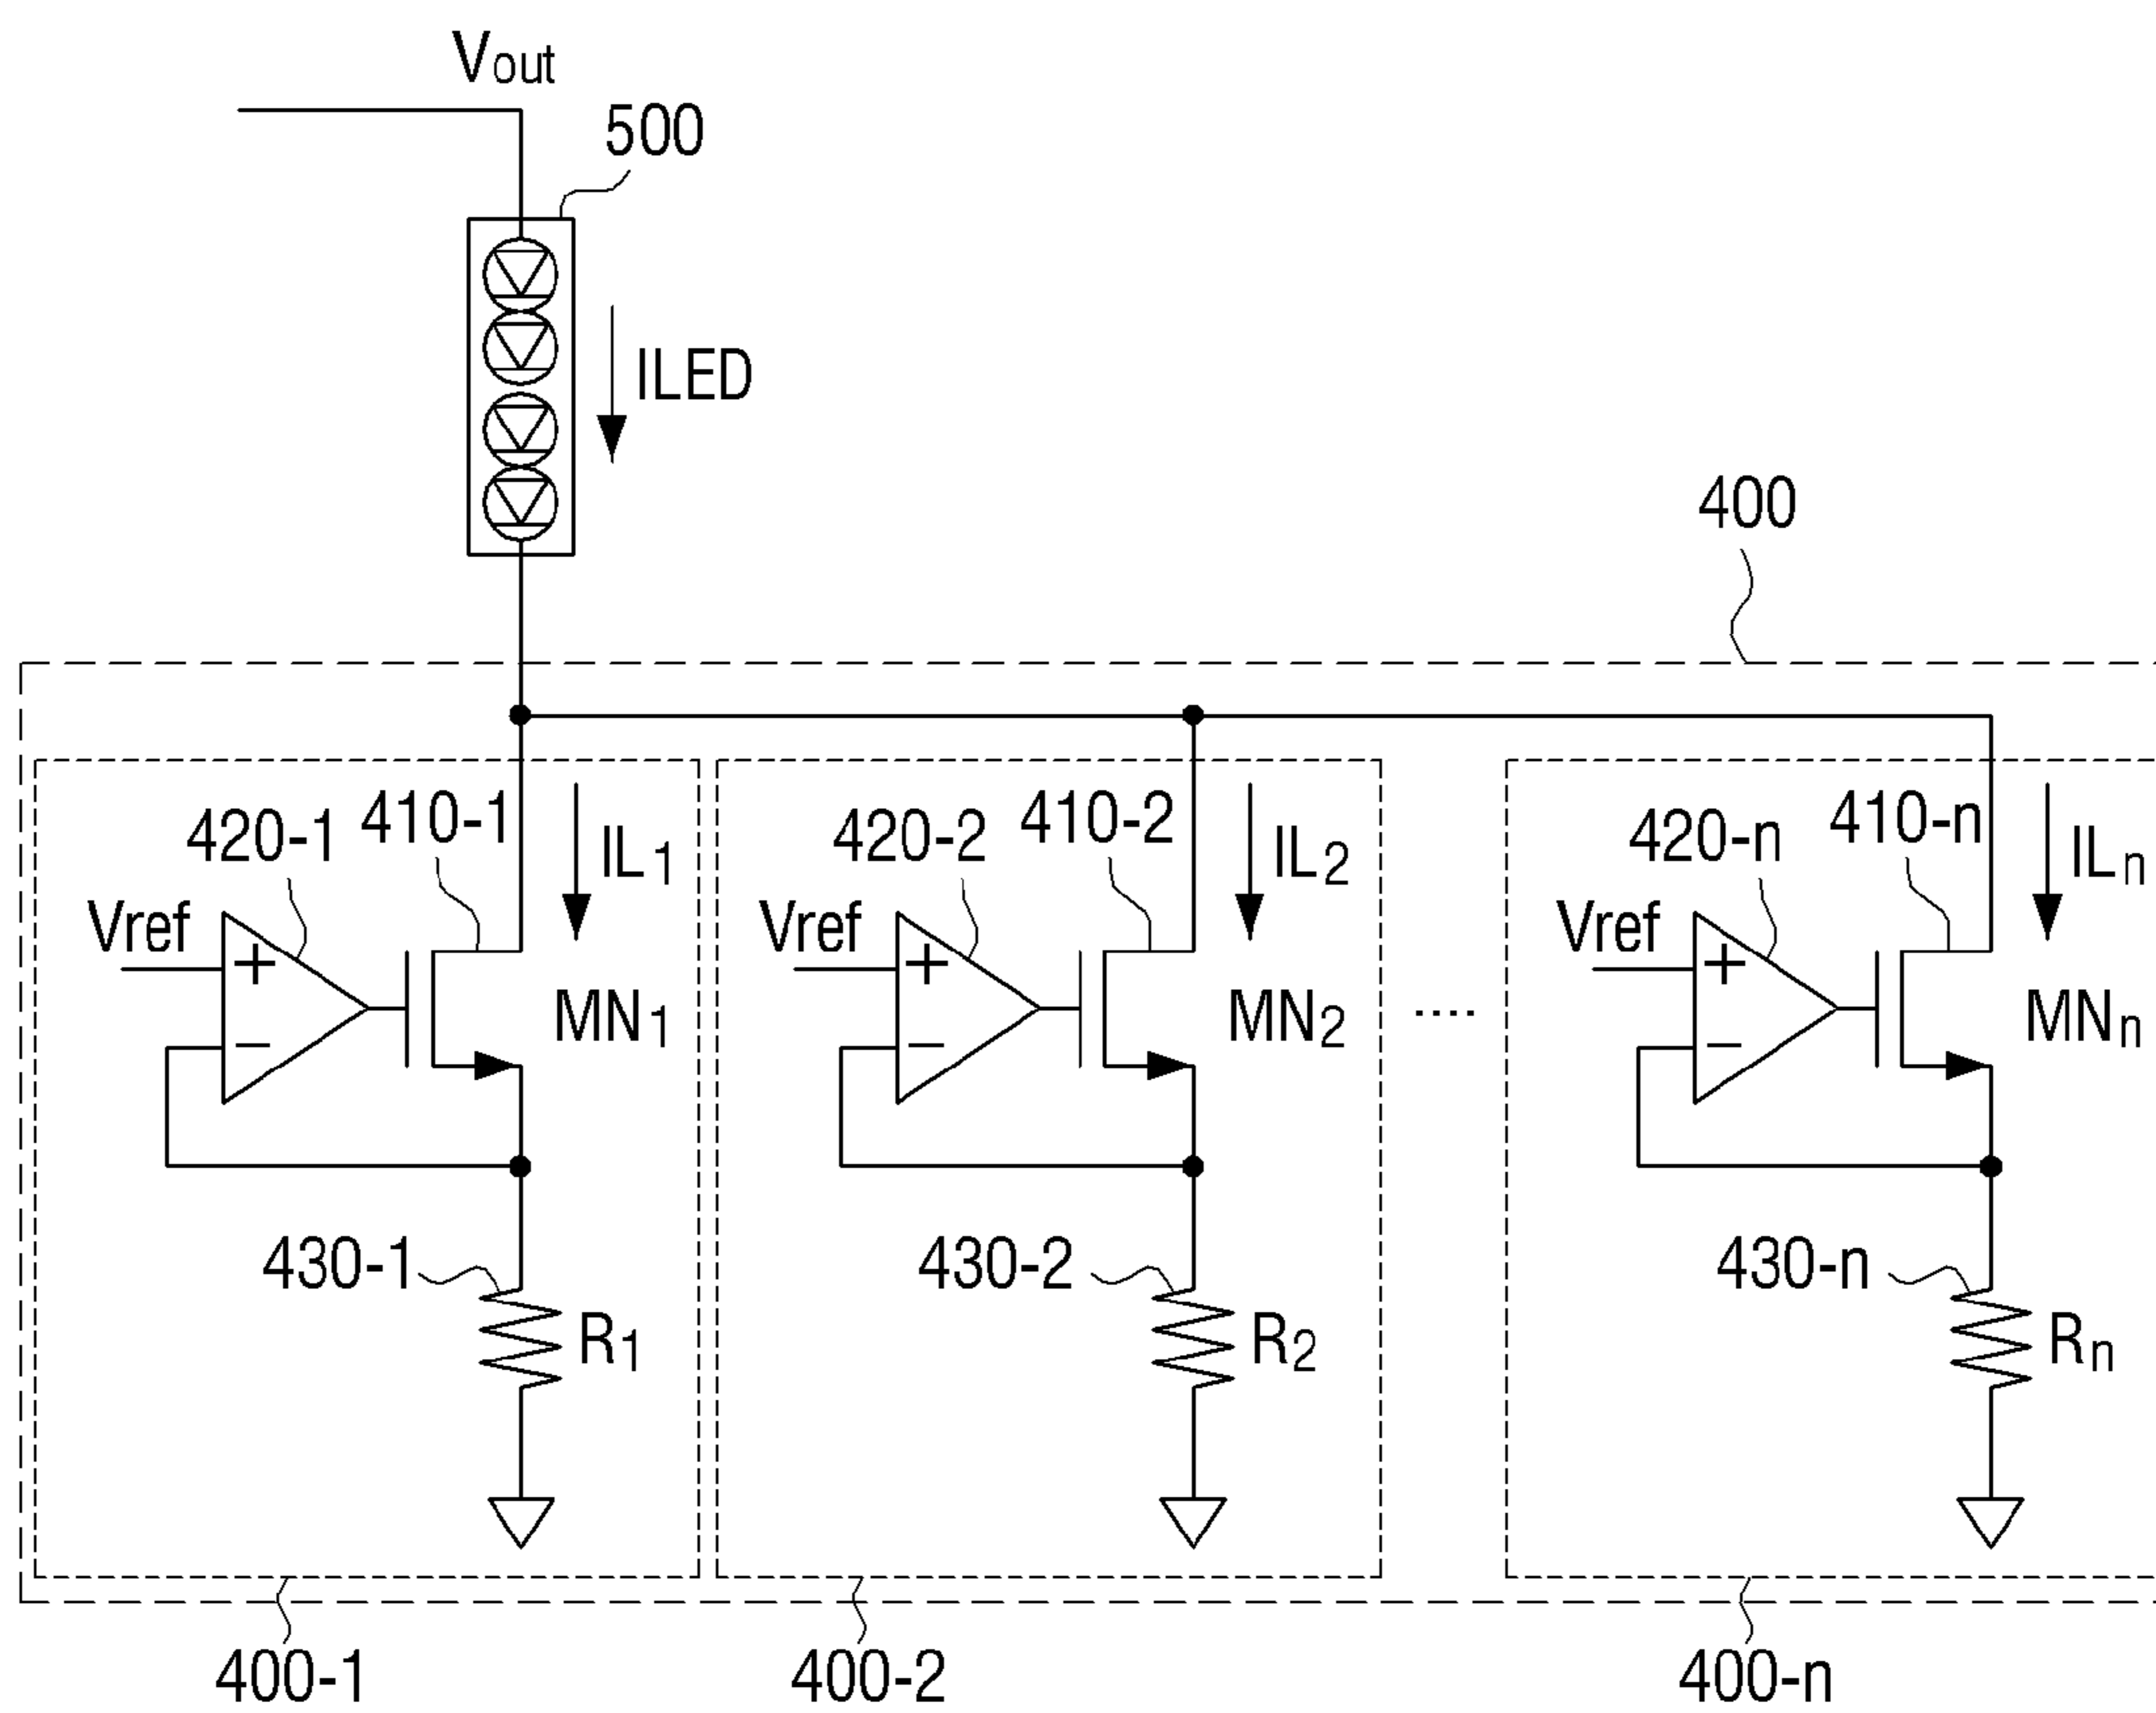 Vout
500
ILED
400
420-1 410-1 IL1
420-2 410-2 IL2
420-n 410-n ILn
Vref + Vref + Vref +
MN1 MN2 .... MNn
− − −
430-1 430-2 430-n
R1 R2 Rn
400-1 400-2 400-n